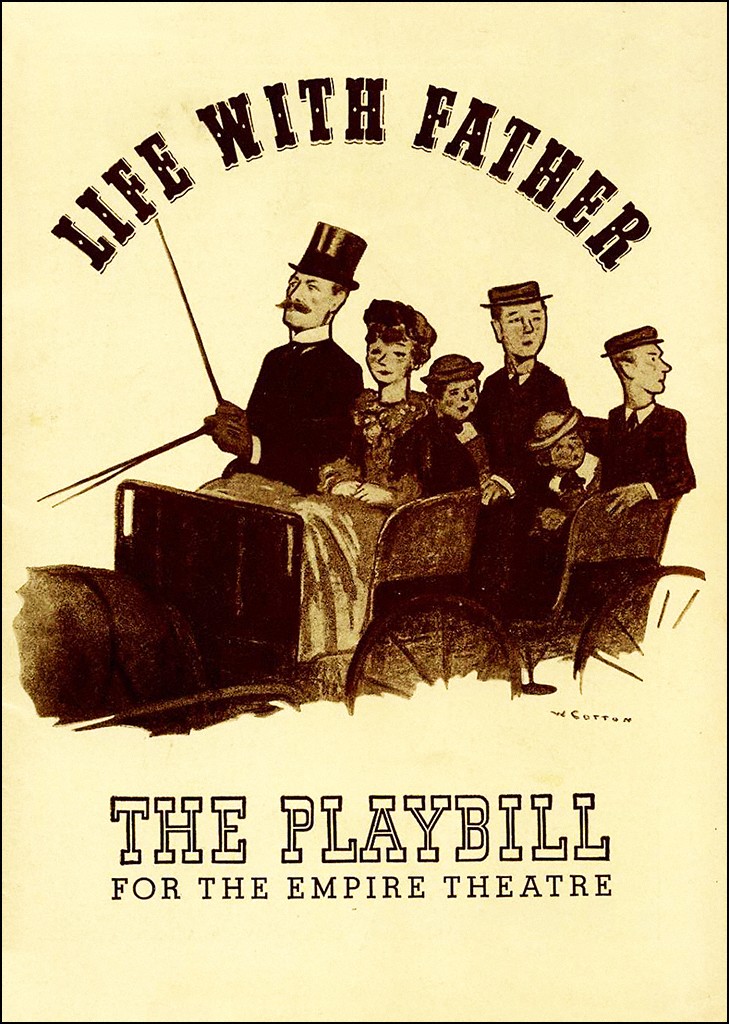 LIFE WITH FATHER
W COTTON
THE PLAYBILL
FOR THE EMPIRE THEATRE